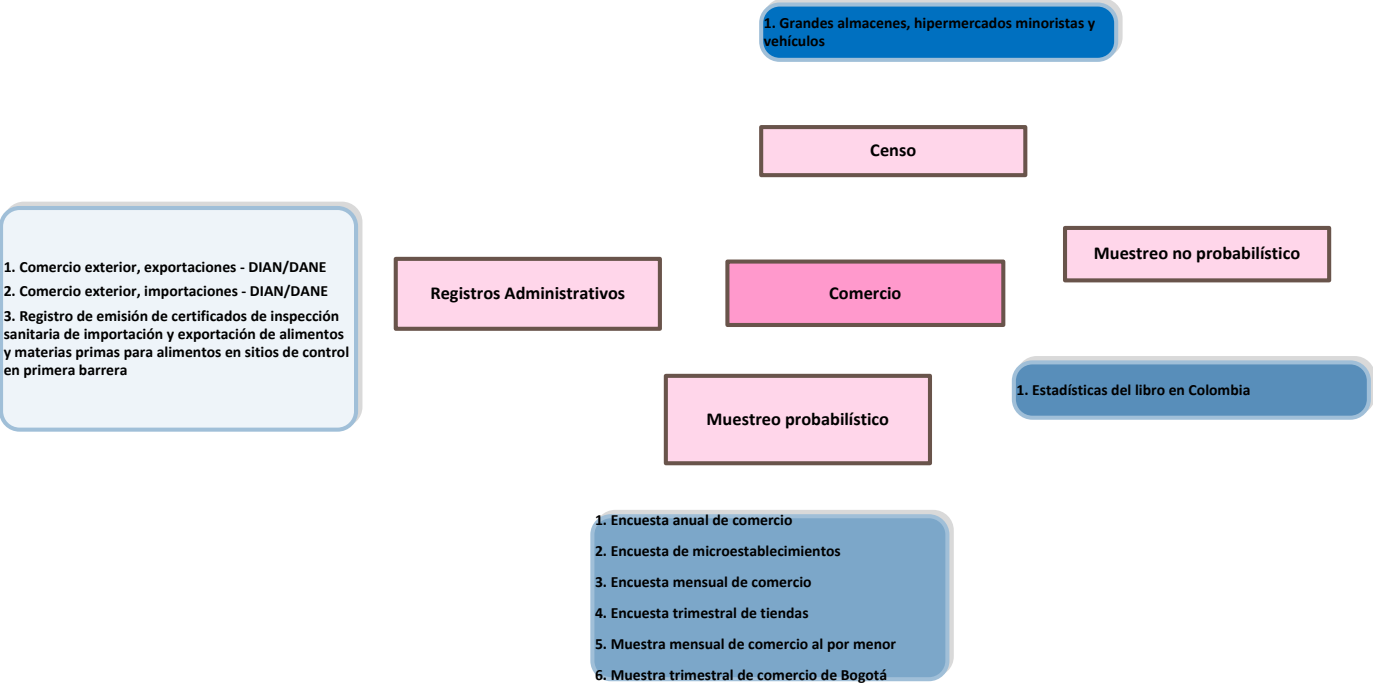 1. Grandes almacenes, hipermercados minoristas y
vehículos
Censo
Muestreo no probabilístico
1. Comercio exterior, exportaciones - DIAN/DANE
2. Comercio exterior, importaciones - DIAN/DANE
3. Registro de emisión de certificados de inspección
sanitaria de importación y exportación de alimentos
y materias primas para alimentos en sitios de control
en primera barrera
Registros Administrativos
Comercio
1. Estadísticas del libro en Colombia
Muestreo probabilístico
1. Encuesta anual de comercio
2. Encuesta de microestablecimientos
3. Encuesta mensual de comercio
4. Encuesta trimestral de tiendas
5. Muestra mensual de comercio al por menor
6. Muestra trimestral de comercio de Bogotá